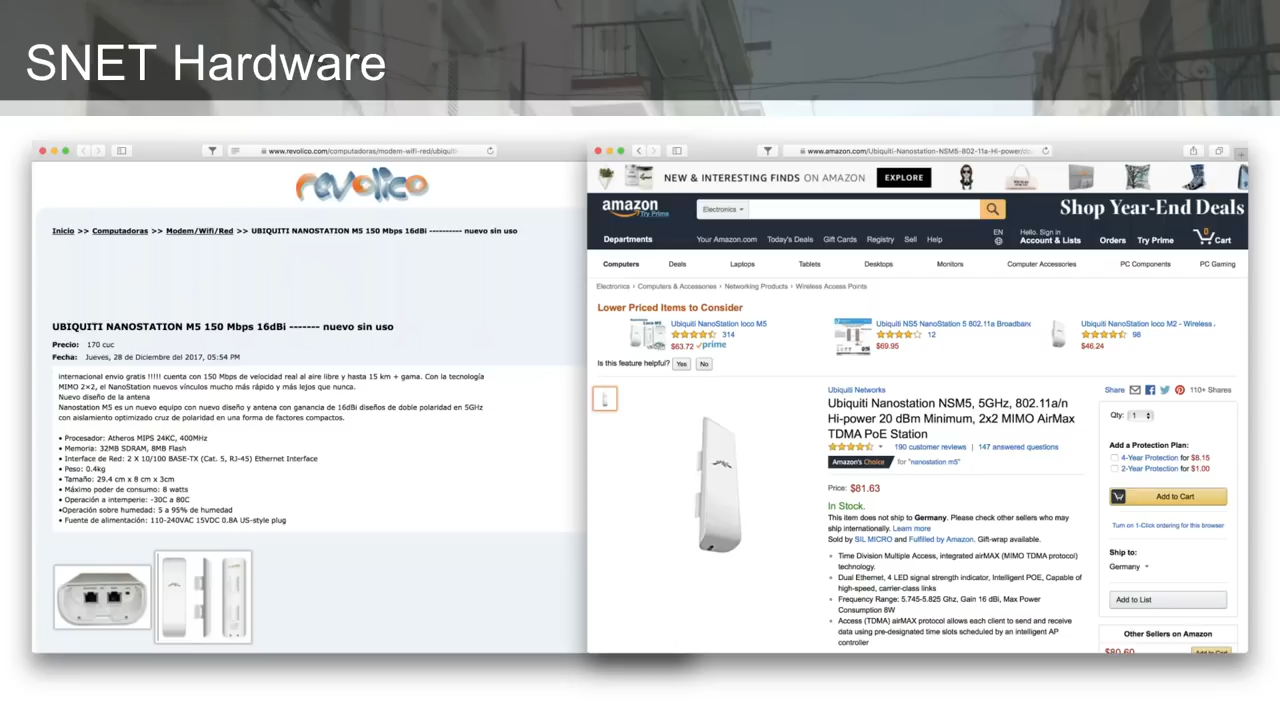 SNET Hardware
www.revolico.com/computadoras/modem-wifi-red/ubiquiti-
revolico
Inicio >> Computadoras >> Modem/Wifi/Red >> UBIQUITI NANOSTATION M5 150 Mbps 16dBi ---------- nuevo sin uso
UBIQUITI NANOSTATION M5 150 Mbps 16dBi ------- nuevo sin uso
Precio: 170 cuc
Fecha: Jueves, 28 de Diciembre del 2017, 05:54 PM
internacional envio gratis !!!!! cuenta con 150 Mbps de velocidad real al aire libre y hasta 15 km + gama. Con la tecnología
MIMO 2×2, el NanoStation nuevos vínculos mucho más rápido y más lejos que nunca.
Nuevo diseño de la antena
Nanostation M5 es un nuevo equipo con nuevo diseño y antena con ganancia de 16dBi diseños de doble polaridad en 5GHz
con aislamiento optimizado cruz de polaridad en una forma de factores compactos.
• Procesador: Atheros MIPS 24KC, 400MHz
• Memoria: 32MB SDRAM, 8MB Flash
• Interface de Red: 2 X 10/100 BASE-TX (Cat. 5, RJ-45) Ethernet Interface
• Peso: 0.4kg
• Tamaño: 29.4 cm x 8 cm x 3cm
• Máximo poder de consumo: 8 watts
• Operación a intemperie: -30C a 80C
•Operación sobre humedad: 5 a 95% de humedad
• Fuente de alimentación: 110-240VAC 15VDC 0.8A US-style plug
www.amazon.com/Ubiquiti-Nanostation-NSM5-802-11a-Hi-power/
NEW & INTERESTING FINDS ON AMAZON EXPLORE
amazon
Try Prime
Electronics
Shop Year-End Deals
Departments
Your Amazon.com Today's Deals Gift Cards Registry Sell Help
EN
Hello. Sign in
Account & Lists
Orders Try Prime
0
Cart
Computers Deals Laptops Tablets Desktops Monitors Computer Accessories PC Components PC Gaming
Electronics › Computers & Accessories › Networking Products › Wireless Access Points
Lower Priced Items to Consider
Ubiquiti NanoStation loco M5
314
$63.72 prime
Ubiquiti NS5 NanoStation 5 802.11a Broadband
12
$69.95
Ubiquiti NanoStation loco M2 - Wireless .
98
$46.24
Is this feature helpful? Yes No
Ubiquiti Networks
Ubiquiti Nanostation NSM5, 5GHz, 802.11a/n
Hi-power 20 dBm Minimum, 2x2 MIMO AirMax
TDMA PoE Station
190 customer reviews | 147 answered questions
Amazon's Choice for "nanostation m5"
Price: $81.63
In Stock.
This item does not ship to Germany. Please check other sellers who may
ship internationally. Learn more
Sold by SIL MICRO and Fulfilled by Amazon. Gift-wrap available.
• Time Division Multiple Access, integrated airMAX (MIMO TDMA protocol)
technology.
• Dual Ethernet, 4 LED signal strength indicator, Intelligent POE, Capable of
high-speed, carrier-class links
• Frequency Range: 5.745-5.825 Ghz, Gain 16 dBi, Max Power
Consumption 8W
• Access (TDMA) airMAX protocol allows each client to send and receive
data using pre-designated time slots scheduled by an intelligent AP
controller
Share 110+ Shares
Qty: 1
Add a Protection Plan:
4-Year Protection for $8.15
2-Year Protection for $1.00
Add to Cart
Turn on 1-Click ordering for this browser
Ship to:
Germany
Add to List
Other Sellers on Amazon
$80.60
Add to Cart